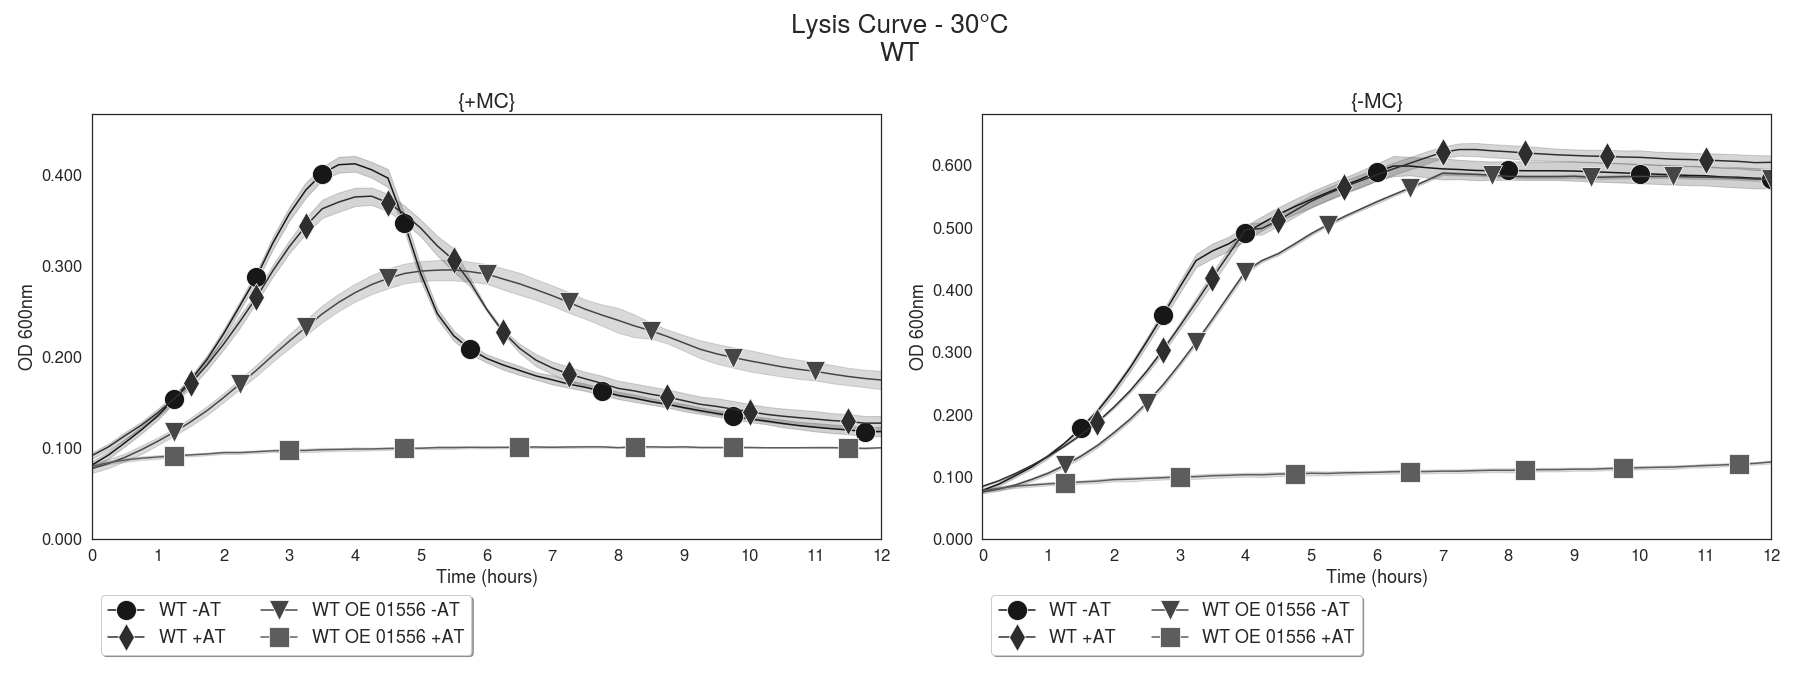 Lysis Curve - 30°C
WT
{+MC}
OD 600nm
0.400
0.300
0.200
0.100
0.000
0 1 2 3 4 5 6 7 8 9 10 11 12
Time (hours)
WT -AT
WT +AT
WT OE 01556 -AT
WT OE 01556 +AT
{-MC}
OD 600nm
0.600
0.500
0.400
0.300
0.200
0.100
0.000
0 1 2 3 4 5 6 7 8 9 10 11 12
Time (hours)
WT -AT
WT +AT
WT OE 01556 -AT
WT OE 01556 +AT